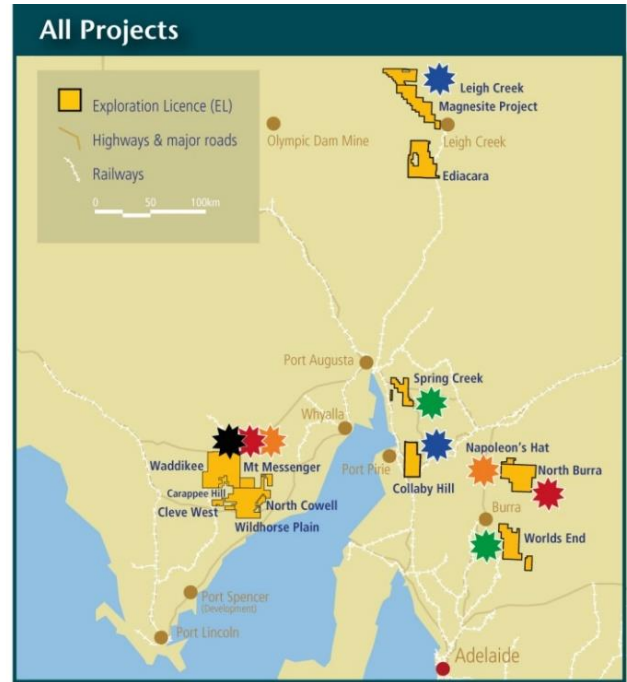 All Projects
Exploration Licence (EL)
Highways & major roads
Railways
0 50 100km
Leigh Creek
Magnesite Project
Olympic Dam Mine
Leigh Creek
Ediacara
Port Augusta
Spring Creek
Whyalla
Napoleon's Hat
Waddikee
Mt Messenger
Port Pirie
North Burra
Collaby Hill
Carappee Hill
North Cowell
Cleve West
Burra
Wildhorse Plain
Worlds End
Port Spencer
(Development)
Port Lincoln
Adelaide